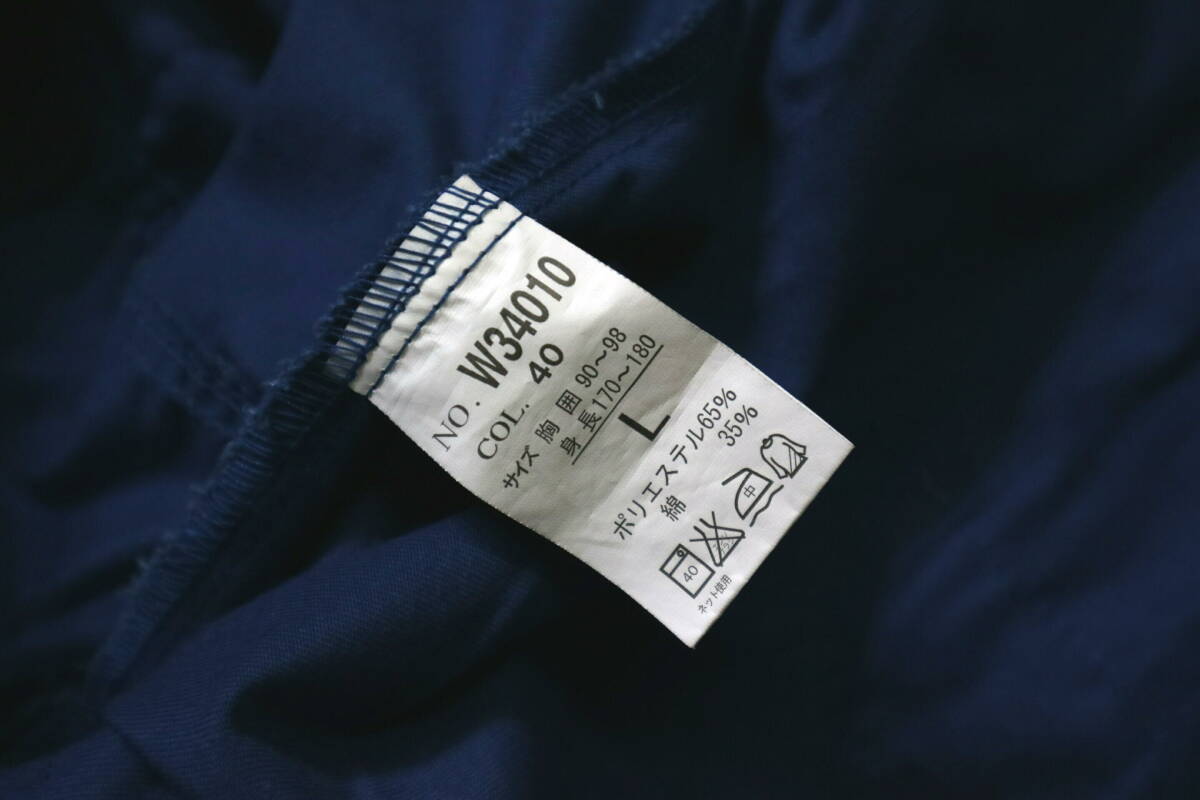 NO. W34010
COL. 40
サイズ 胸囲 90〜98
身長 170〜180
L
ポリエステル65%
綿 35%
40 中
ネット使用